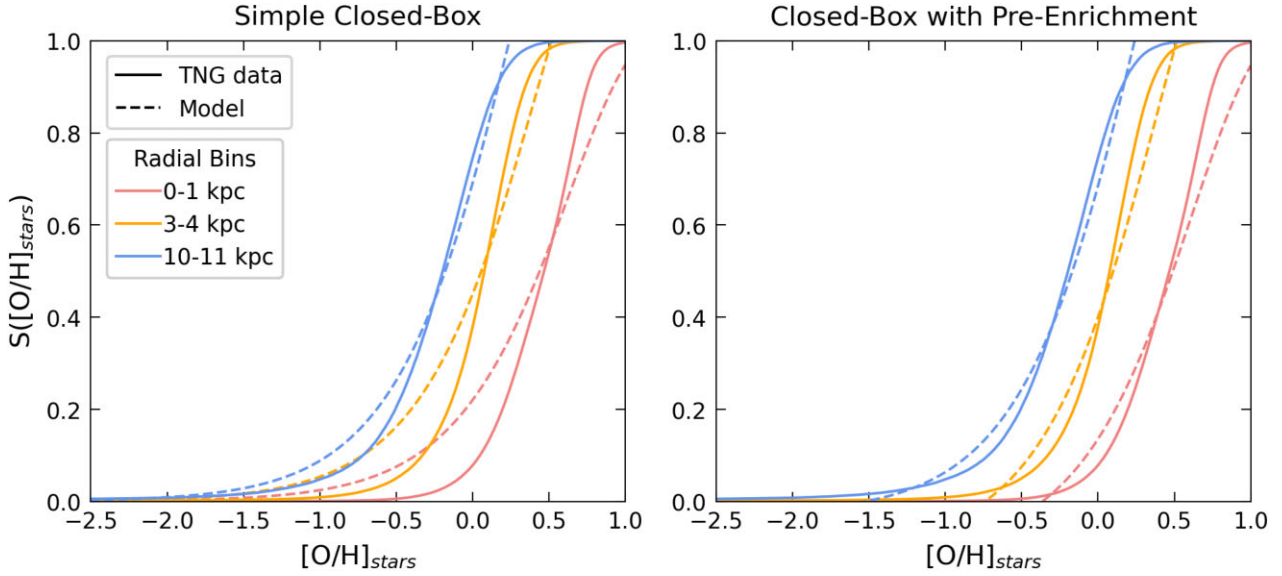 Simple Closed-Box
Closed-Box with Pre-Enrichment
S([O/H]stars)
1.0
0.8
0.6
0.4
0.2
0.0
TNG data
Model
Radial Bins
0-1 kpc
3-4 kpc
10-11 kpc
−2.5 −2.0 −1.5 −1.0 −0.5 0.0 0.5 1.0
[O/H]stars
1.0
0.8
0.6
0.4
0.2
0.0
−2.5 −2.0 −1.5 −1.0 −0.5 0.0 0.5 1.0
[O/H]stars